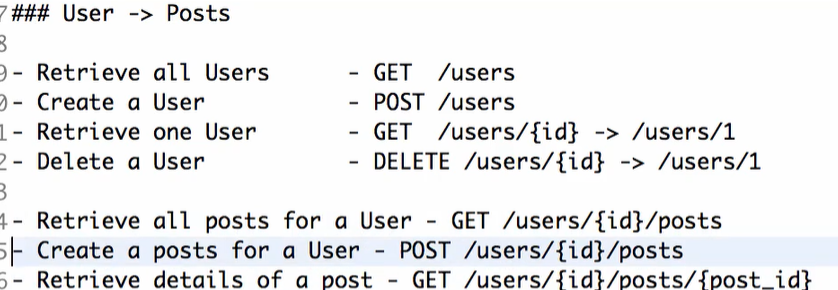 7### User -> Posts
8
9- Retrieve all Users - GET /users
0- Create a User - POST /users
1- Retrieve one User - GET /users/{id} -> /users/1
2- Delete a User - DELETE /users/{id} -> /users/1
3
4- Retrieve all posts for a User - GET /users/{id}/posts
5- Create a posts for a User - POST /users/{id}/posts
6- Retrieve details of a post - GET /users/{id}/posts/{post_id}